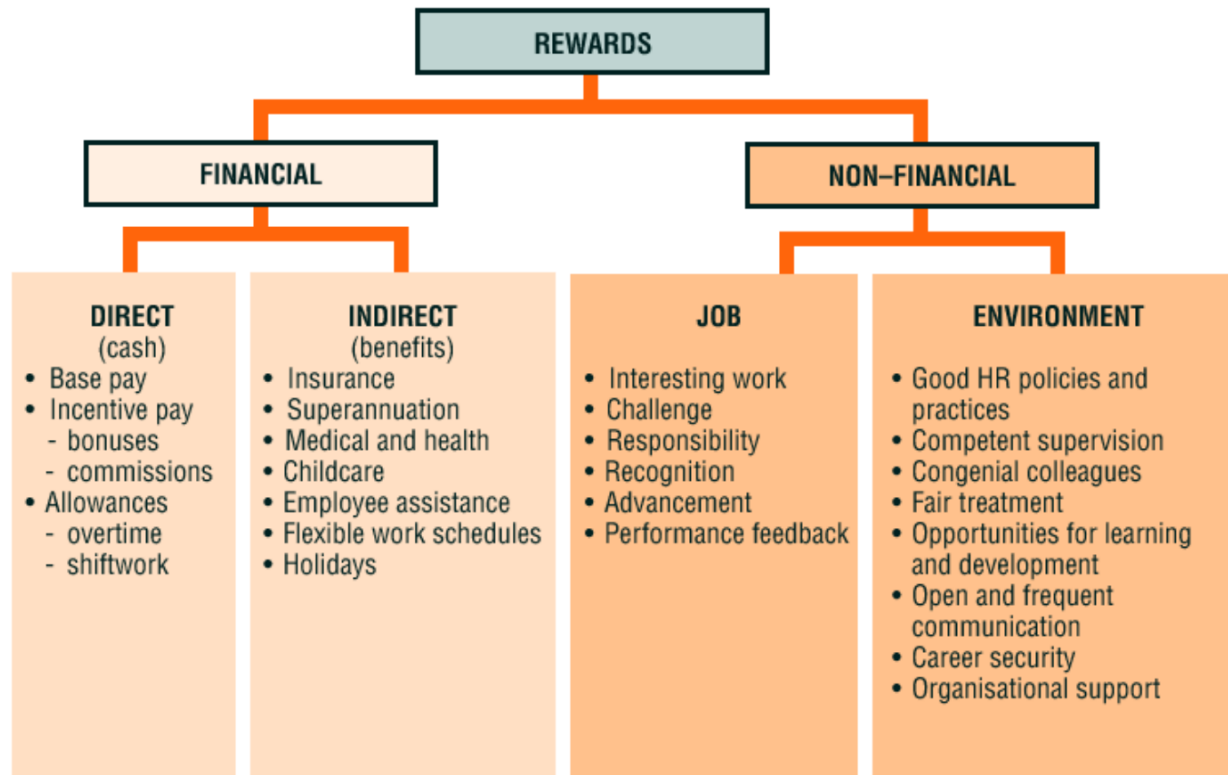 REWARDS
FINANCIAL
NON–FINANCIAL
DIRECT
(cash)
• Base pay
• Incentive pay
- bonuses
- commissions
• Allowances
- overtime
- shiftwork
INDIRECT
(benefits)
• Insurance
• Superannuation
• Medical and health
• Childcare
• Employee assistance
• Flexible work schedules
• Holidays
JOB
• Interesting work
• Challenge
• Responsibility
• Recognition
• Advancement
• Performance feedback
ENVIRONMENT
• Good HR policies and
practices
• Competent supervision
• Congenial colleagues
• Fair treatment
• Opportunities for learning
and development
• Open and frequent
communication
• Career security
• Organisational support